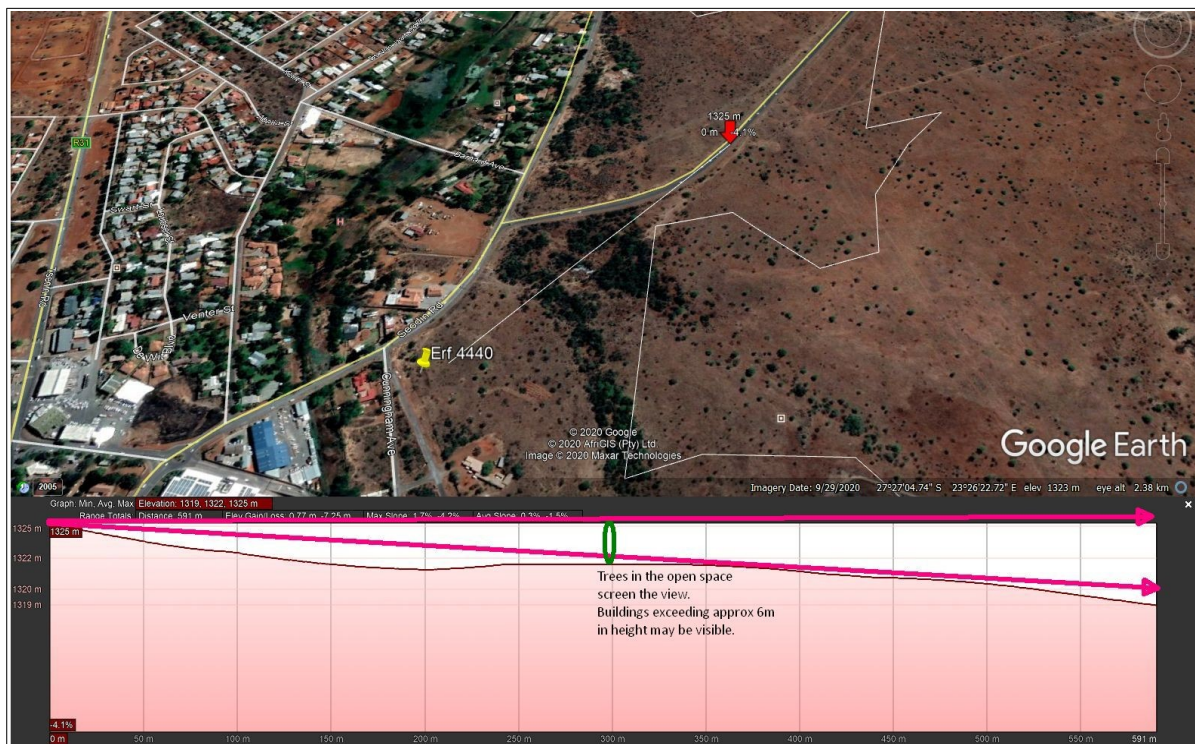 1325 m
0 m -4.1%
R31
Banting Ave
Swart St
Venter St
De Wit
H
Seodin Rd
Erf 4440
Cunningham Ave
© 2020 Google
© 2020 AfriGIS (Pty) Ltd
Image © 2020 Maxar Technologies
Google Earth
2005
Imagery Date: 9/29/2020 27°27'04.74" S 23°26'22.72" E elev 1323 m eye alt 2.38 km
Graph: Min, Avg, Max Elevation: 1319, 1322, 1325 m
Range Totals: Distance: 591 m Elev Gain/Loss: 0.77 m, -7.25 m Max Slope: 1.7%, -4.2% Avg Slope: 0.3%, -1.5%
1325 m
1325 m
1322 m
1320 m
1319 m
Trees in the open space
screen the view.
Buildings exceeding approx 6m
in height may be visible.
-4.1%
0 m 50 m 100 m 150 m 200 m 250 m 300 m 350 m 400 m 450 m 500 m 550 m 591 m